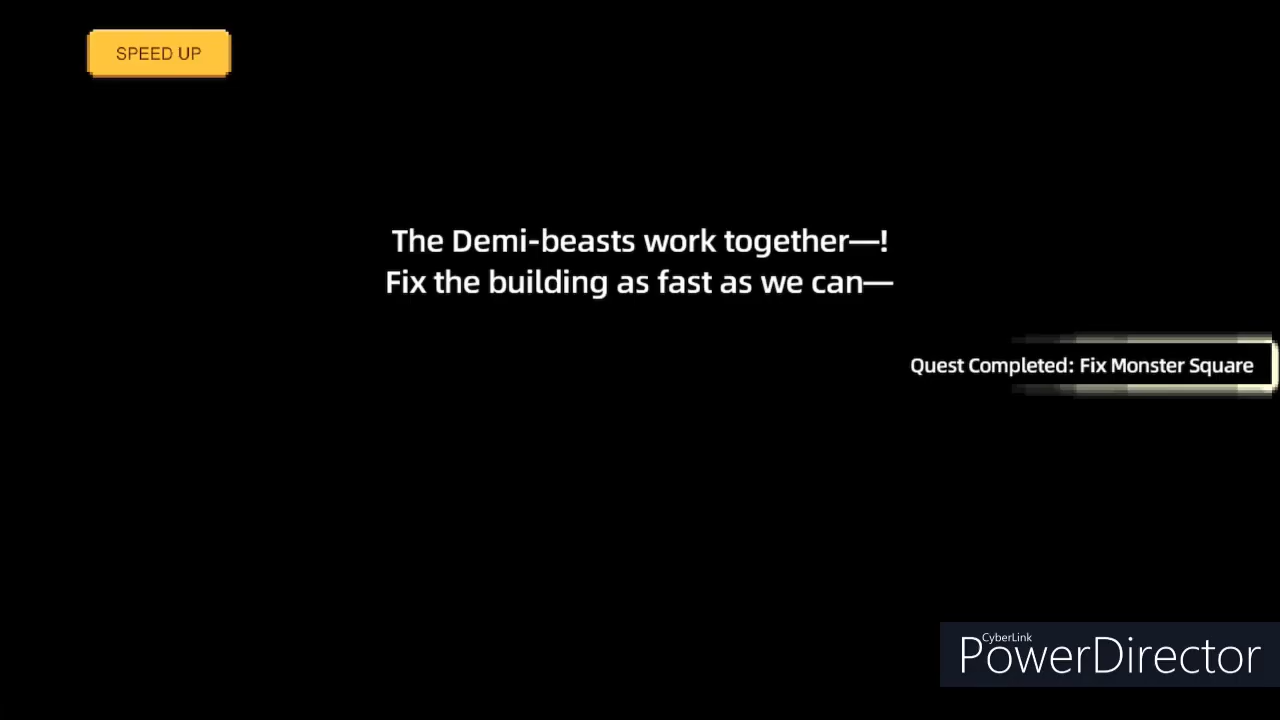 SPEED UP
The Demi-beasts work together—!
Fix the building as fast as we can—
Quest Completed: Fix Monster Square
CyberLink
PowerDirector